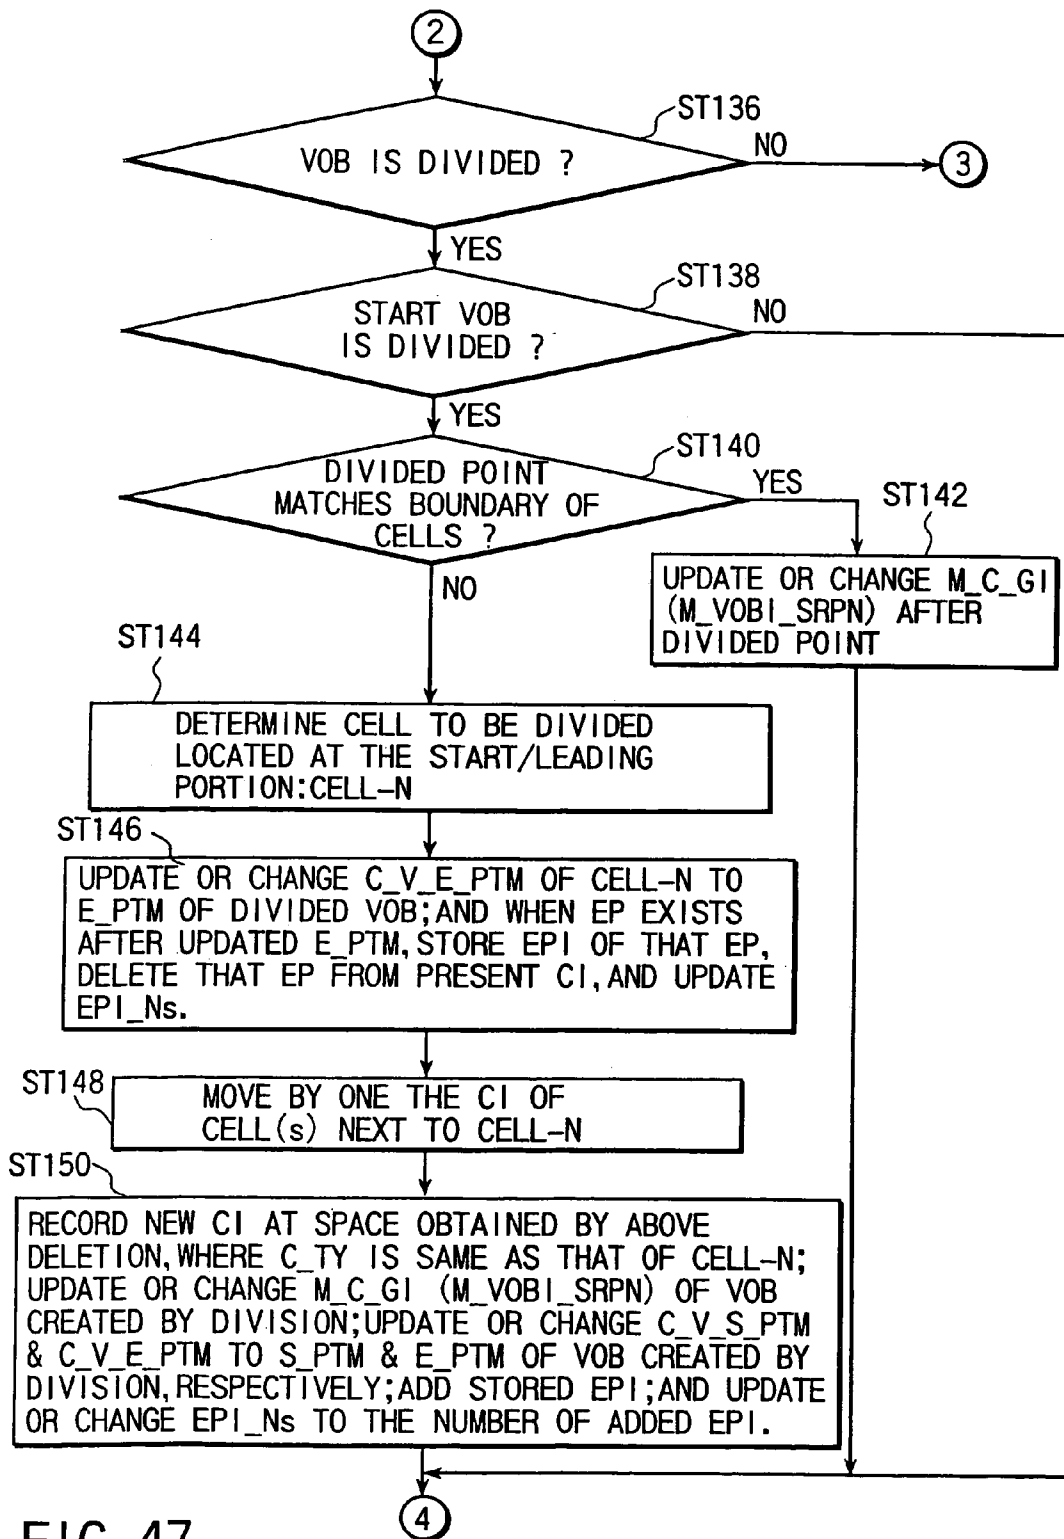 2
ST136
VOB IS DIVIDED ?
NO
3
YES
ST138
START VOB
IS DIVIDED ?
NO
YES
ST140
DIVIDED POINT
MATCHES BOUNDARY OF
CELLS ?
YES
ST142
UPDATE OR CHANGE M_C_GI
(M_VOBI_SRPN) AFTER
DIVIDED POINT
NO
ST144
DETERMINE CELL TO BE DIVIDED
LOCATED AT THE START/LEADING
PORTION:CELL-N
ST146
UPDATE OR CHANGE C_V_E_PTM OF CELL-N TO
E_PTM OF DIVIDED VOB;AND WHEN EP EXISTS
AFTER UPDATED E_PTM,STORE EPI OF THAT EP,
DELETE THAT EP FROM PRESENT CI,AND UPDATE
EPI_Ns.
ST148
MOVE BY ONE THE CI OF
CELL(s) NEXT TO CELL-N
ST150
RECORD NEW CI AT SPACE OBTAINED BY ABOVE
DELETION,WHERE C_TY IS SAME AS THAT OF CELL-N;
UPDATE OR CHANGE M_C_GI (M_VOBI_SRPN) OF VOB
CREATED BY DIVISION;UPDATE OR CHANGE C_V_S_PTM
& C_V_E_PTM TO S_PTM & E_PTM OF VOB CREATED BY
DIVISION,RESPECTIVELY;ADD STORED EPI;AND UPDATE
OR CHANGE EPI_Ns TO THE NUMBER OF ADDED EPI.
4
FIG. 47